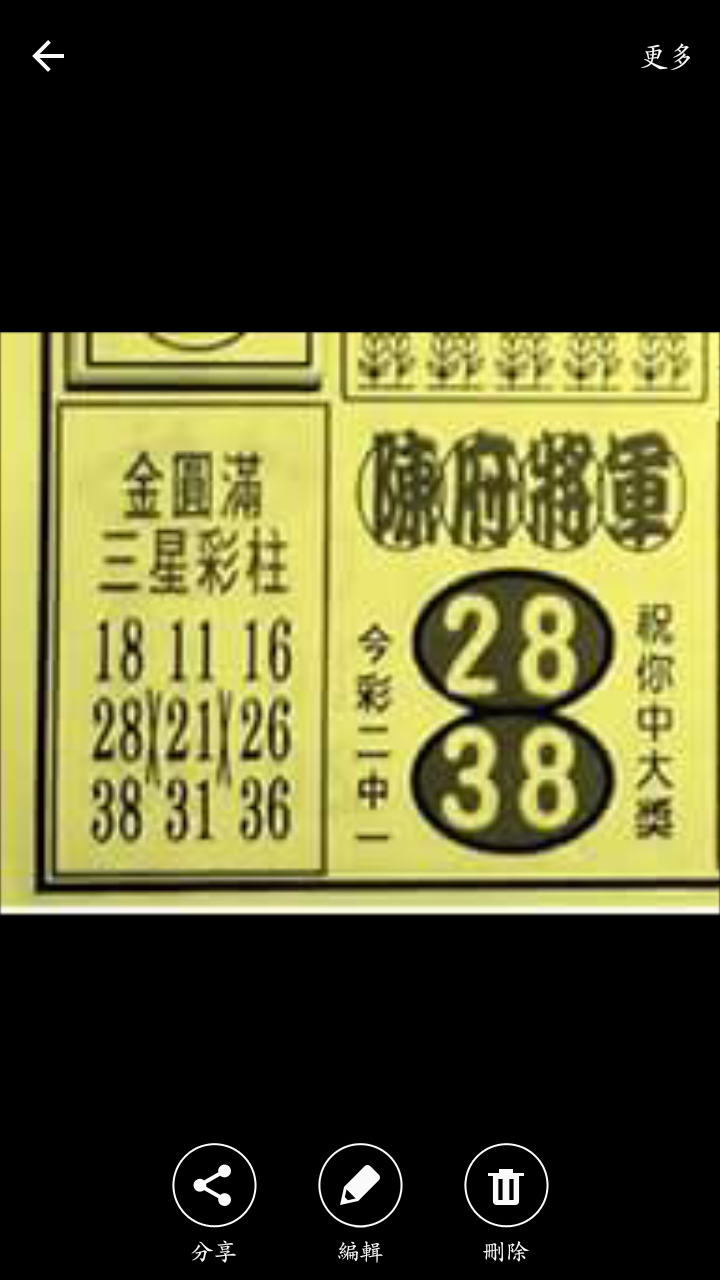 更多
金圓滿
三星彩柱
18 11 16
28 21 26
38 31 36
陳府將軍
今彩二中一
28
38
祝你中大獎
分享
編輯
刪除